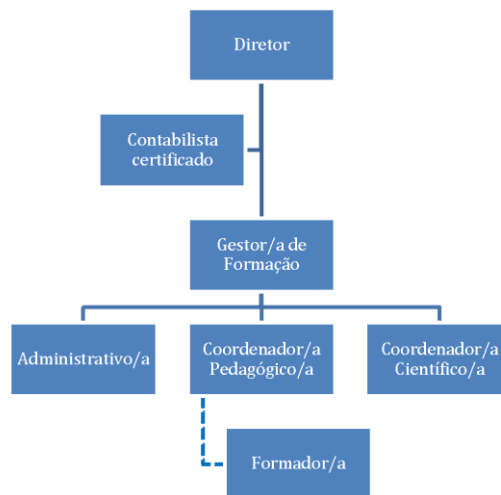 Diretor
Contabilista
certificado
Gestor/a de
Formação
Administrativo/a
Coordenador/a
Pedagógico/a
Coordenador/a
Científico/a
Formador/a